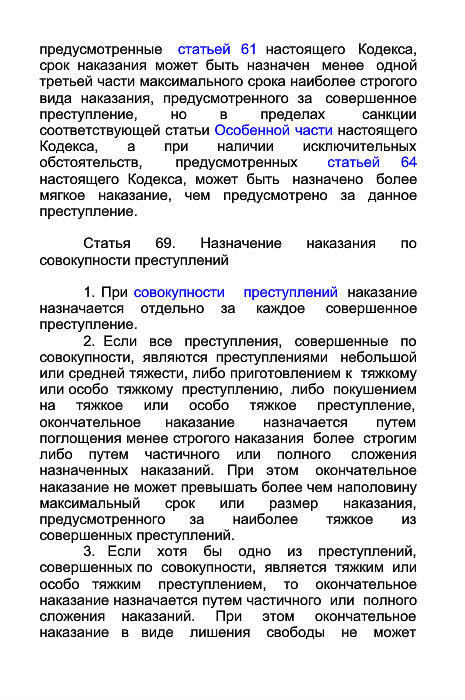 предусмотренные статьей 61 настоящего Кодекса,
срок наказания может быть назначен менее одной
третьей части максимального срока наиболее строгого
вида наказания, предусмотренного за совершенное
преступление, но в пределах санкции
соответствующей статьи Особенной части настоящего
Кодекса, а при наличии исключительных
обстоятельств, предусмотренных статьей 64
настоящего Кодекса, может быть назначено более
мягкое наказание, чем предусмотрено за данное
преступление.
Статья 69. Назначение наказания по
совокупности преступлений
1. При совокупности преступлений наказание
назначается отдельно за каждое совершенное
преступление.
2. Если все преступления, совершенные по
совокупности, являются преступлениями небольшой
или средней тяжести, либо приготовлением к тяжкому
или особо тяжкому преступлению, либо покушением
на тяжкое или особо тяжкое преступление,
окончательное наказание назначается путем
поглощения менее строгого наказания более строгим
либо путем частичного или полного сложения
назначенных наказаний. При этом окончательное
наказание не может превышать более чем наполовину
максимальный срок или размер наказания,
предусмотренного за наиболее тяжкое из
совершенных преступлений.
3. Если хотя бы одно из преступлений,
совершенных по совокупности, является тяжким или
особо тяжким преступлением, то окончательное
наказание назначается путем частичного или полного
сложения наказаний. При этом окончательное
наказание в виде лишения свободы не может